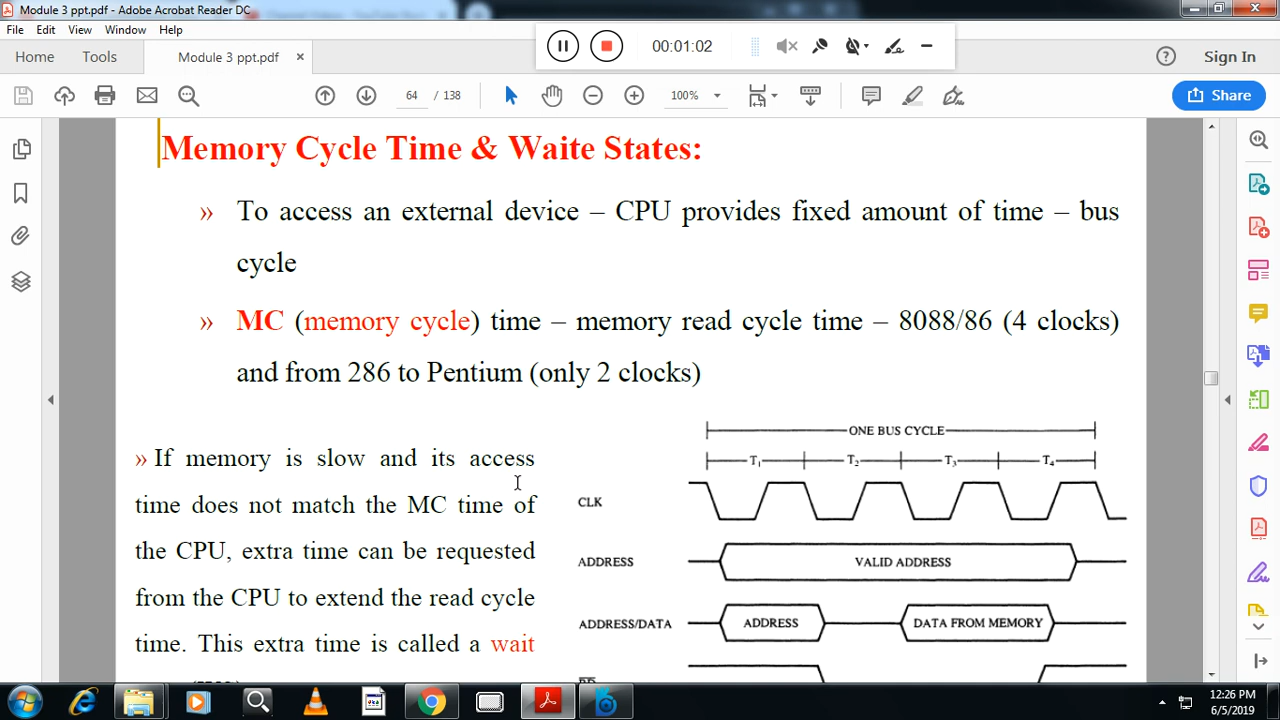 Module 3 ppt.pdf - Adobe Acrobat Reader DC
File Edit View Window Help
00:01:02
Home Tools Module 3 ppt.pdf × Sign In
64 / 138 100% Share
Memory Cycle Time & Waite States:
» To access an external device – CPU provides fixed amount of time – bus
cycle
» MC (memory cycle) time – memory read cycle time – 8088/86 (4 clocks)
and from 286 to Pentium (only 2 clocks)
» If memory is slow and its access
time does not match the MC time of
the CPU, extra time can be requested
from the CPU to extend the read cycle
time. This extra time is called a wait
ONE BUS CYCLE
T1 T2 T3 T4
CLK
ADDRESS VALID ADDRESS
ADDRESS/DATA ADDRESS DATA FROM MEMORY
12:26 PM
6/5/2019